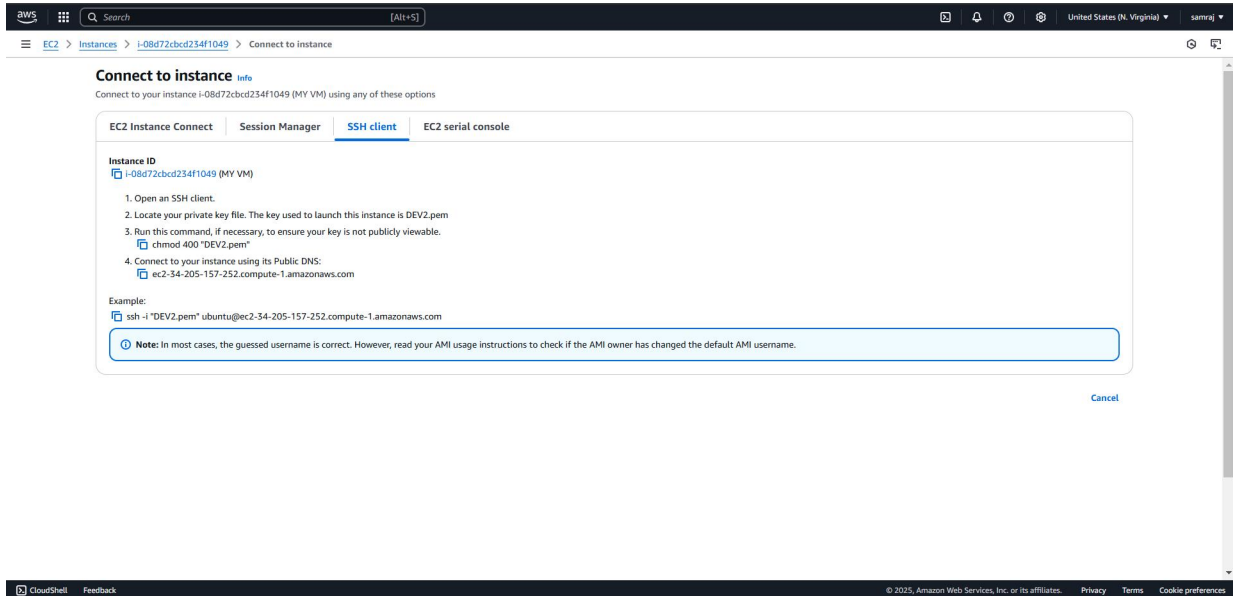 aws
Search [Alt+S]
United States (N. Virginia) ▼ samraj ▼
EC2 > Instances > i-08d72cbcd234f1049 > Connect to instance
Connect to instance Info
Connect to your instance i-08d72cbcd234f1049 (MY VM) using any of these options
EC2 Instance Connect Session Manager SSH client EC2 serial console
Instance ID
i-08d72cbcd234f1049 (MY VM)
1. Open an SSH client.
2. Locate your private key file. The key used to launch this instance is DEV2.pem
3. Run this command, if necessary, to ensure your key is not publicly viewable.
chmod 400 "DEV2.pem"
4. Connect to your instance using its Public DNS:
ec2-34-205-157-252.compute-1.amazonaws.com
Example:
ssh -i "DEV2.pem" ubuntu@ec2-34-205-157-252.compute-1.amazonaws.com
Note: In most cases, the guessed username is correct. However, read your AMI usage instructions to check if the AMI owner has changed the default AMI username.
Cancel
CloudShell Feedback © 2025, Amazon Web Services, Inc. or its affiliates. Privacy Terms Cookie preferences